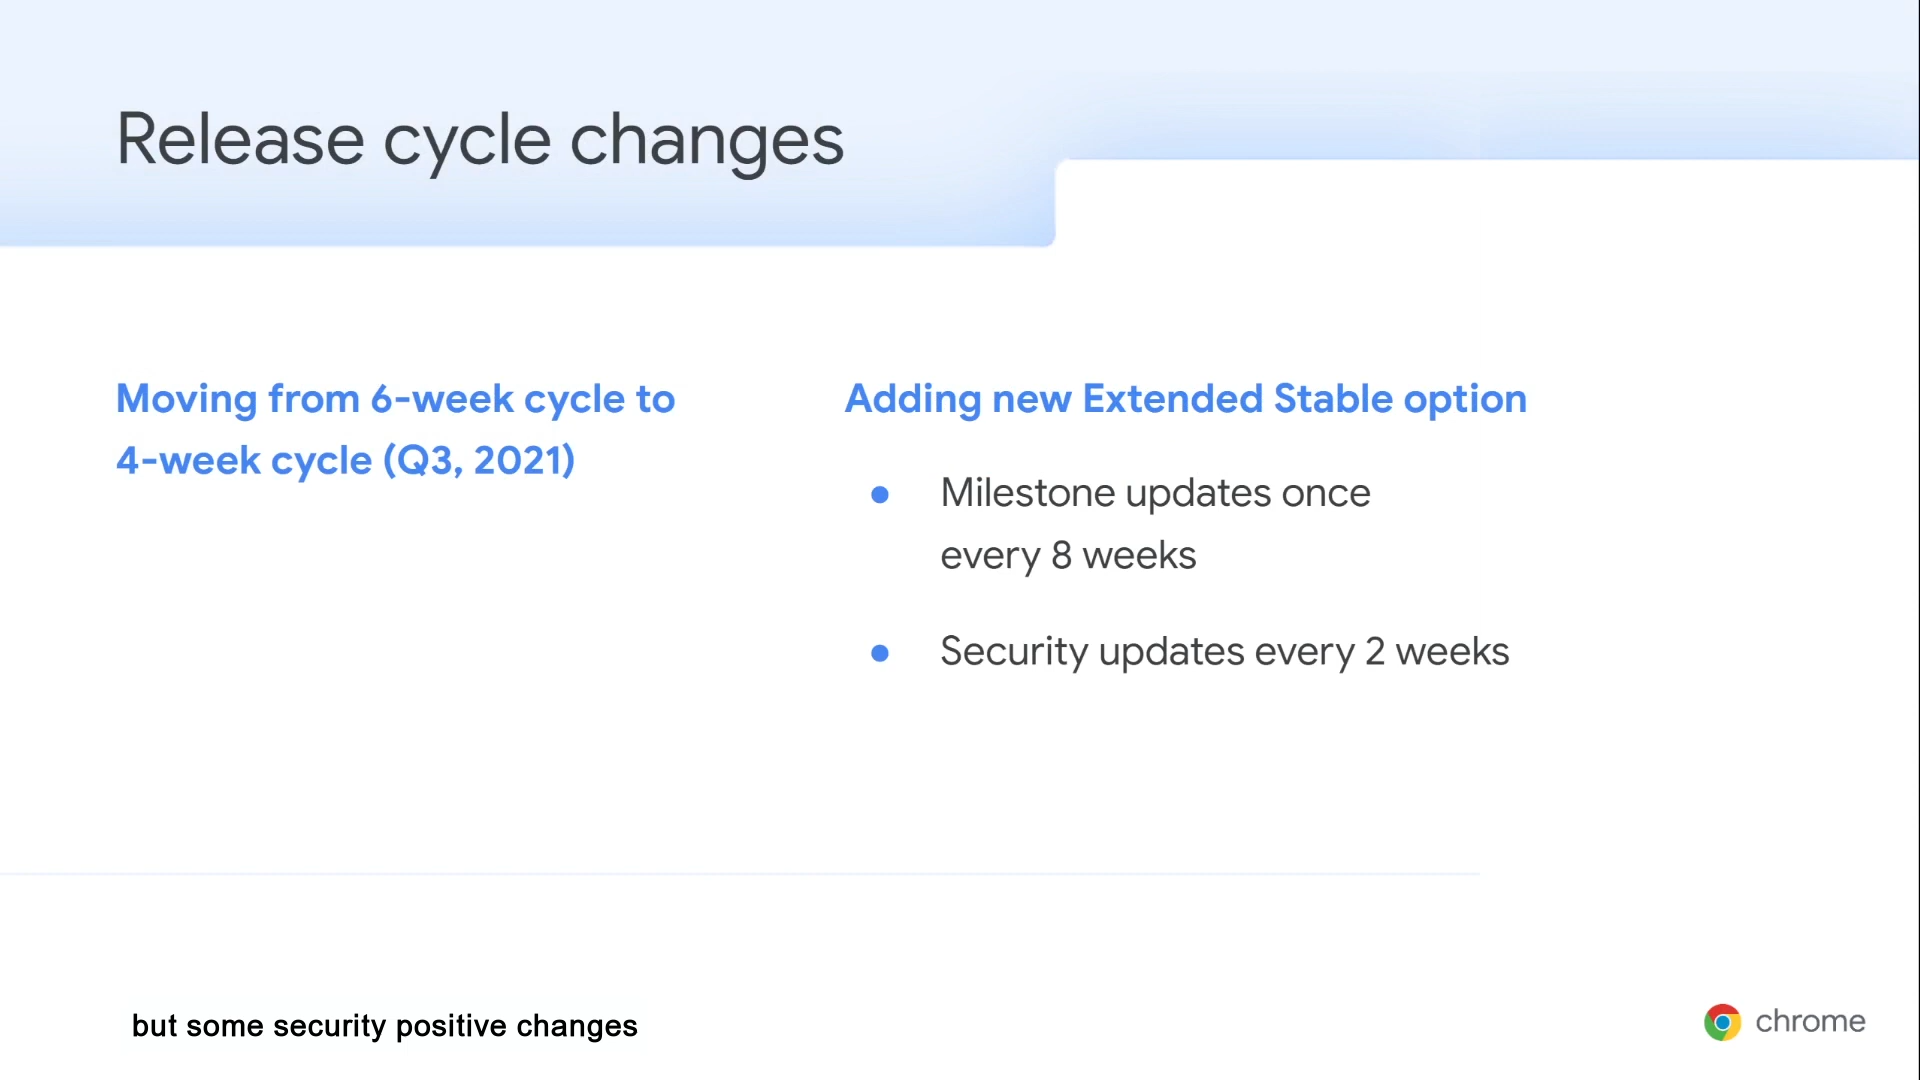 Release cycle changes
Moving from 6-week cycle to
4-week cycle (Q3, 2021)
Adding new Extended Stable option
● Milestone updates once
every 8 weeks
● Security updates every 2 weeks
but some security positive changes
chrome